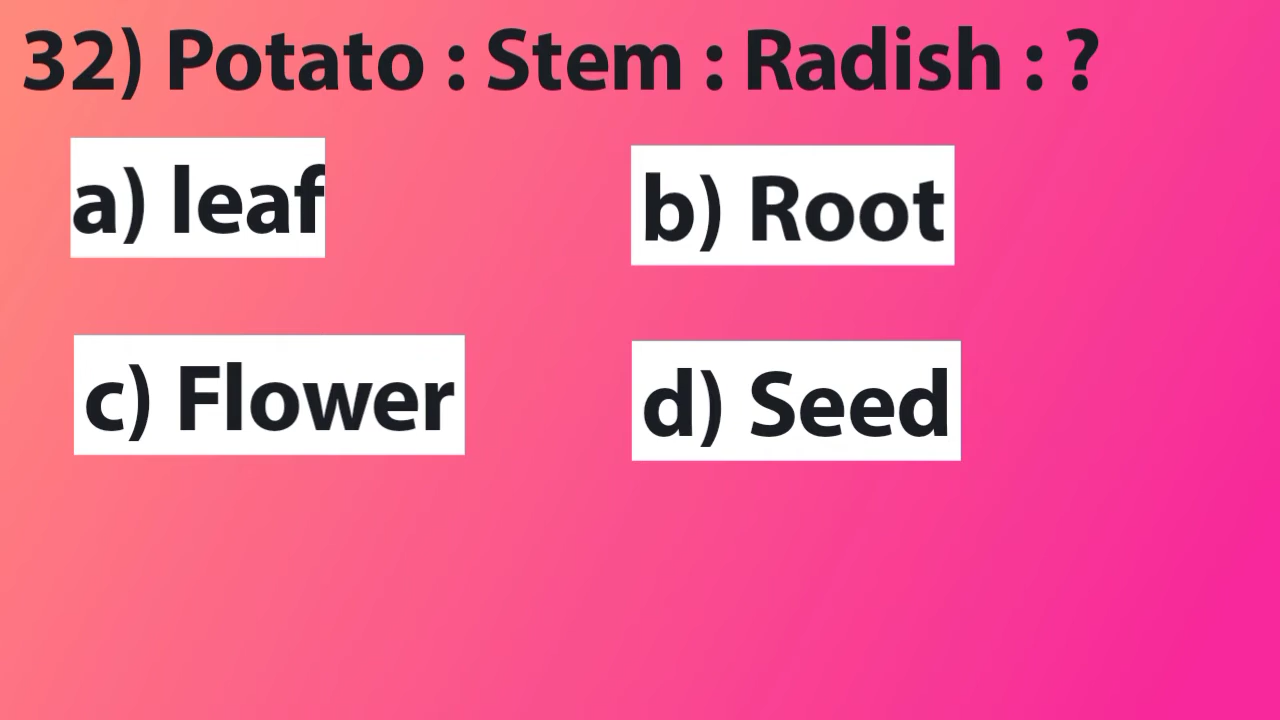 32) Potato : Stem : Radish : ?
a) leaf
b) Root
c) Flower
d) Seed